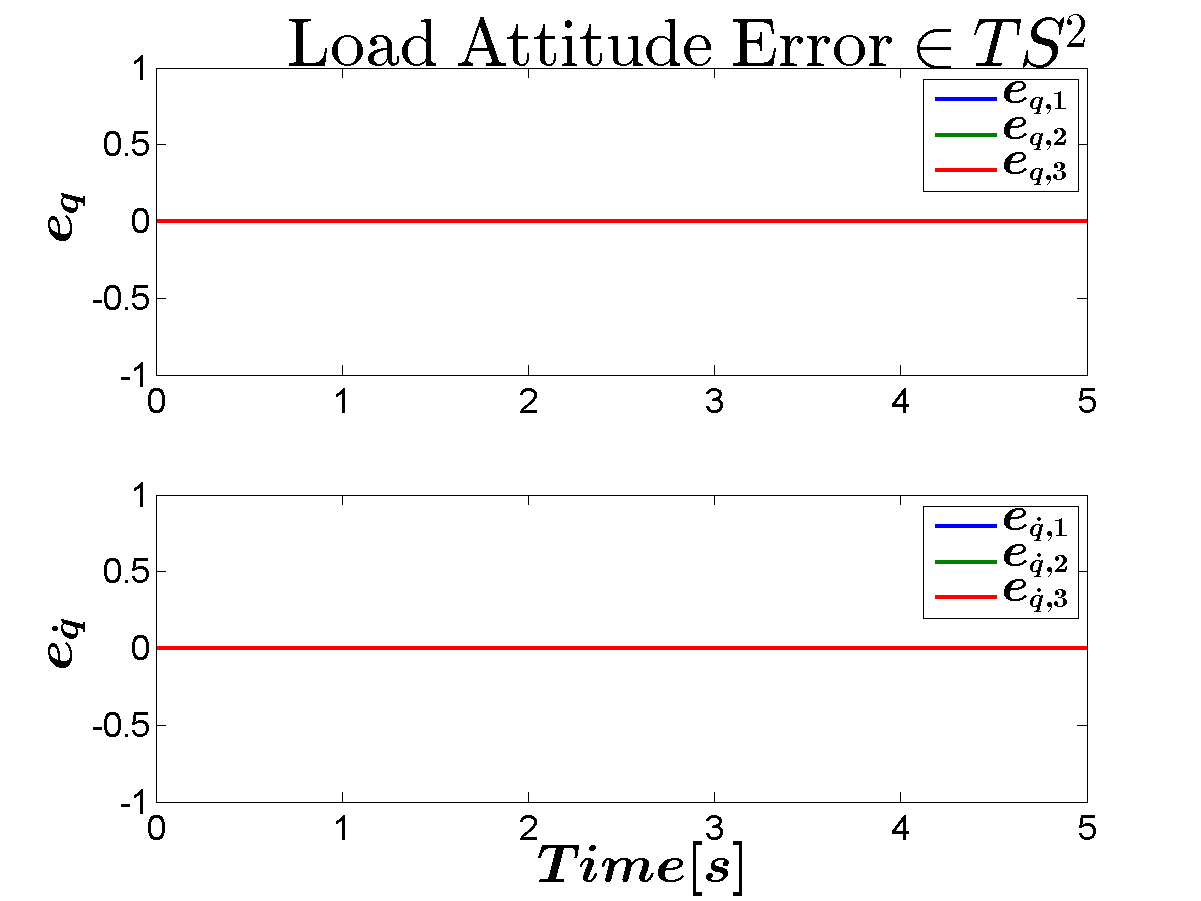 Load Attitude Error ∈ TS²
1
e_{q,1}
e_{q,2}
e_{q,3}
0.5
0
-0.5
-1
e_q
0 1 2 3 4 5
1
e_{q̇,1}
e_{q̇,2}
e_{q̇,3}
0.5
0
-0.5
-1
e_{q̇}
0 1 2 3 4 5
Time[s]